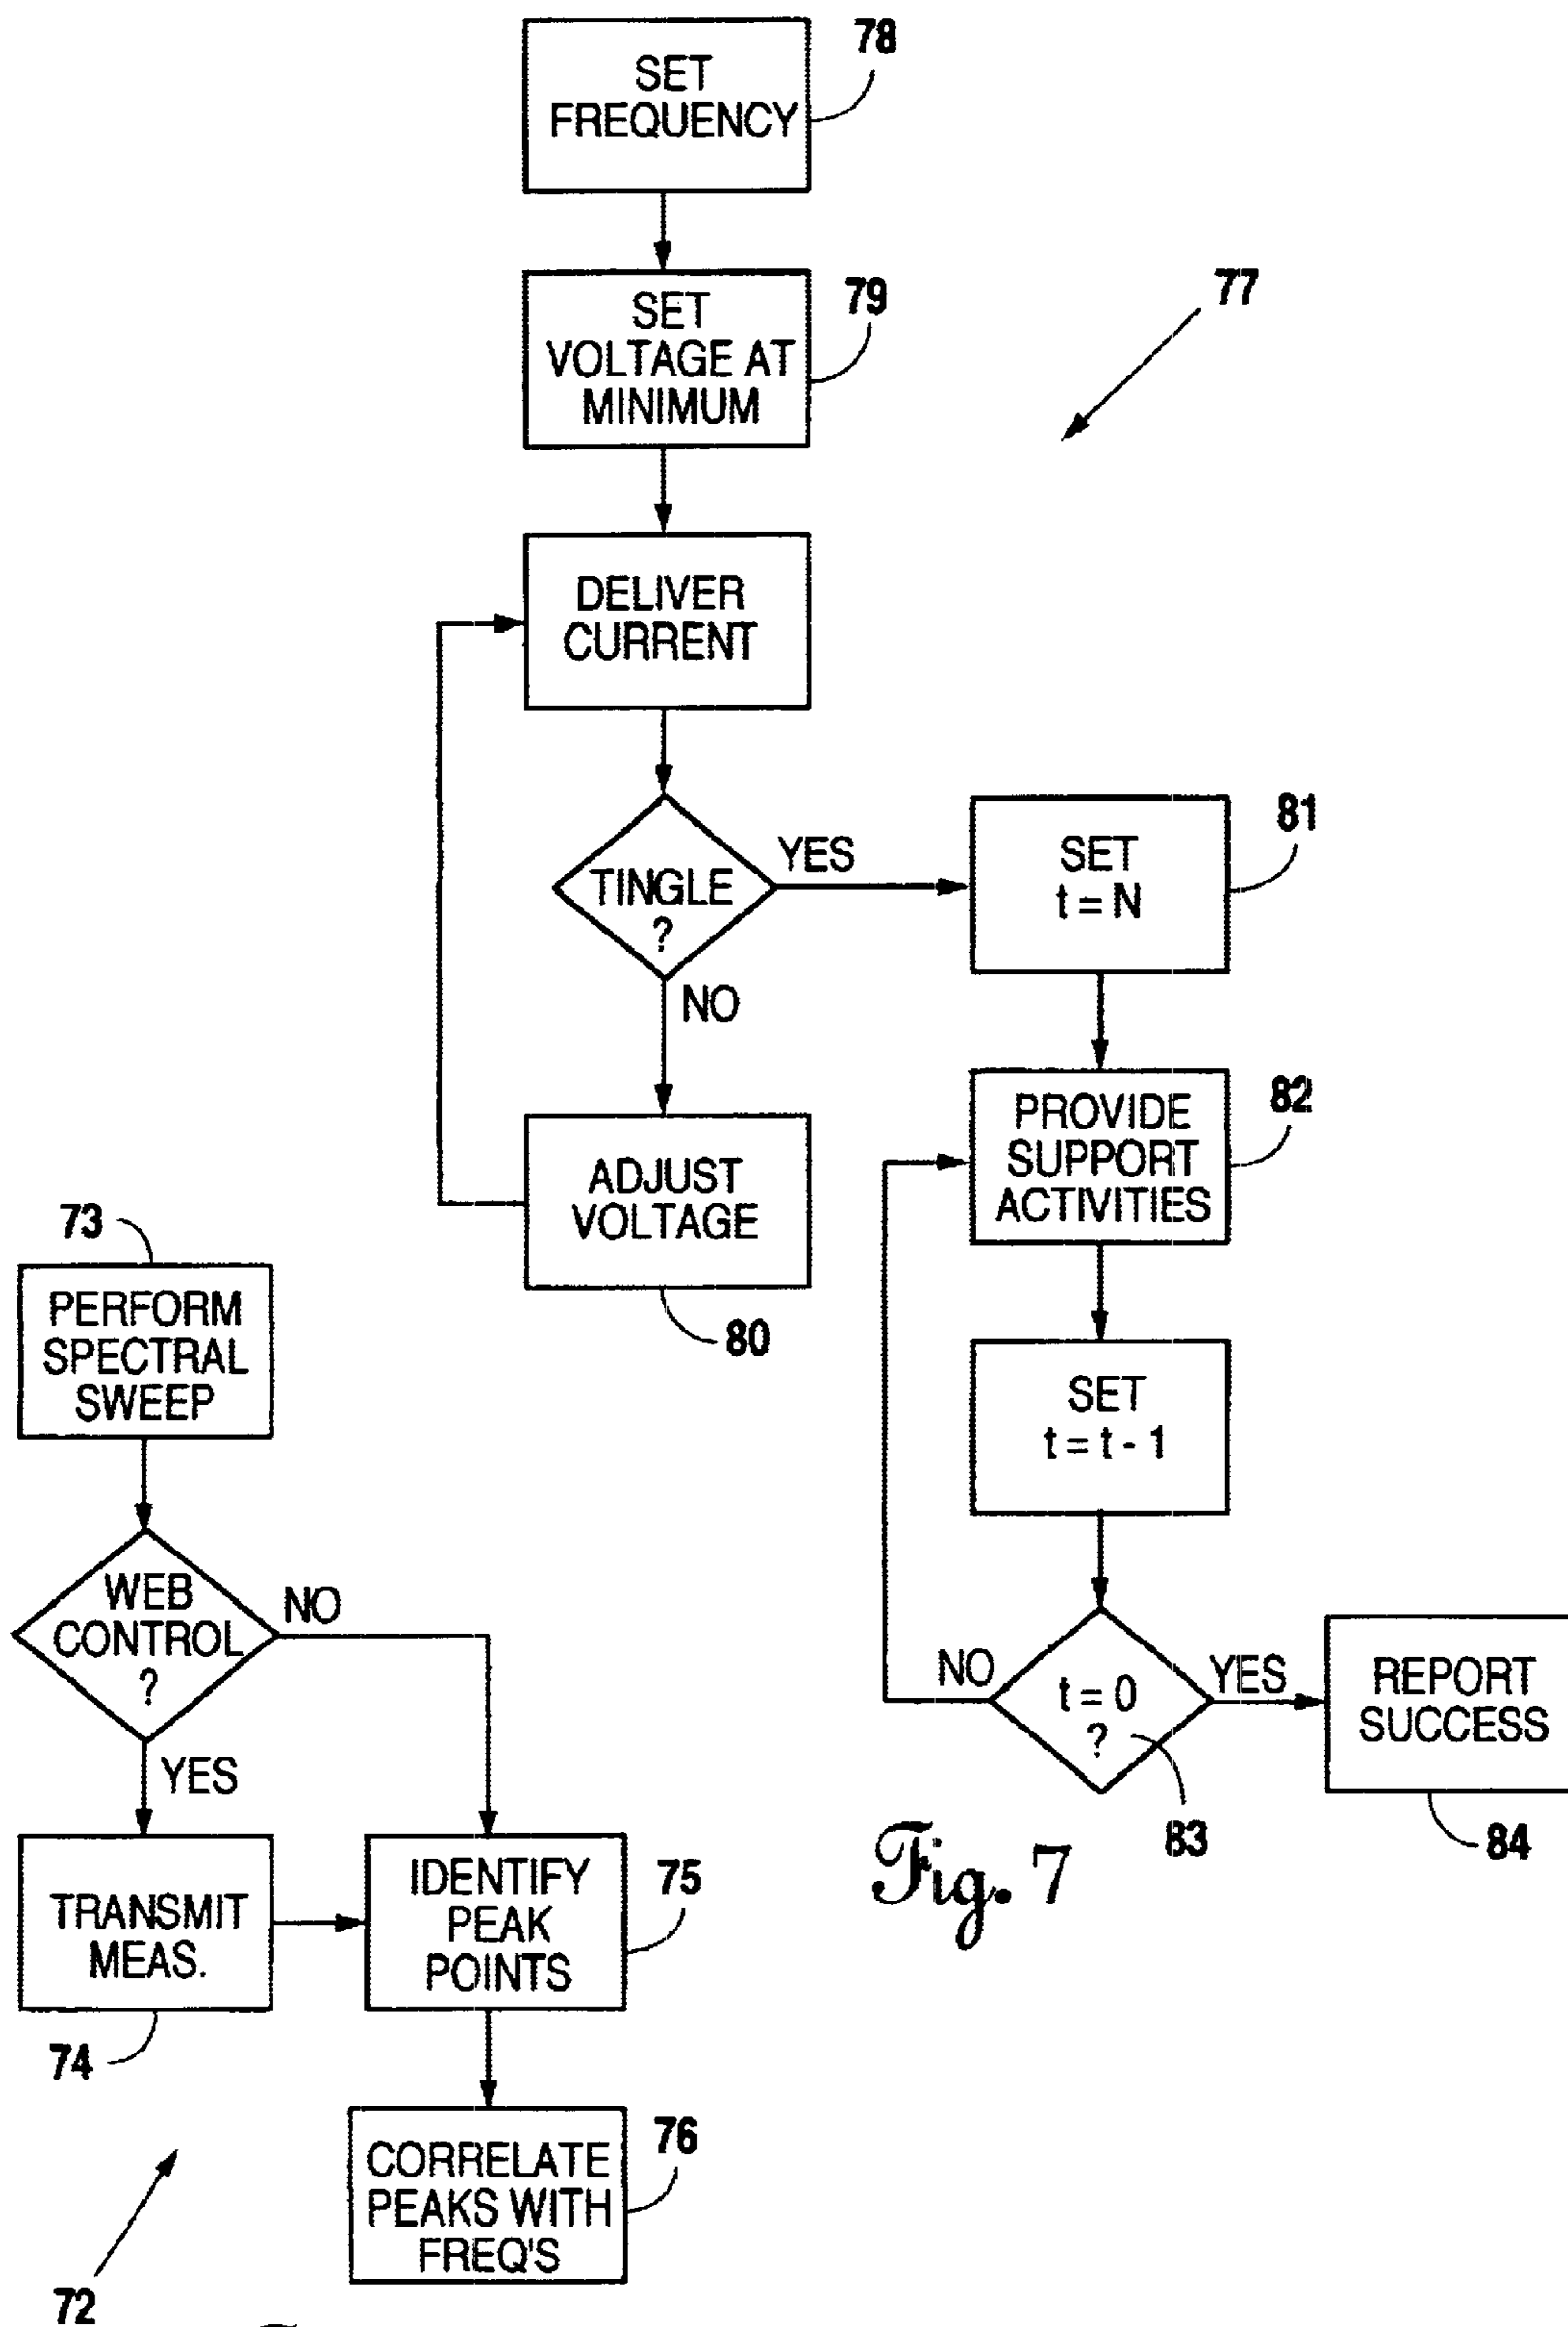 78
SET
FREQUENCY
79
SET
VOLTAGE AT
MINIMUM
77
DELIVER
CURRENT
TINGLE
?
YES
NO
81
SET
t = N
82
PROVIDE
SUPPORT
ACTIVITIES
ADJUST
VOLTAGE
80
SET
t = t - 1
t = 0
?
NO
YES
83
REPORT
SUCCESS
84
Fig. 7
73
PERFORM
SPECTRAL
SWEEP
WEB
CONTROL
?
NO
YES
TRANSMIT
MEAS.
74
IDENTIFY
PEAK
POINTS
75
CORRELATE
PEAKS WITH
FREQ'S
76
72